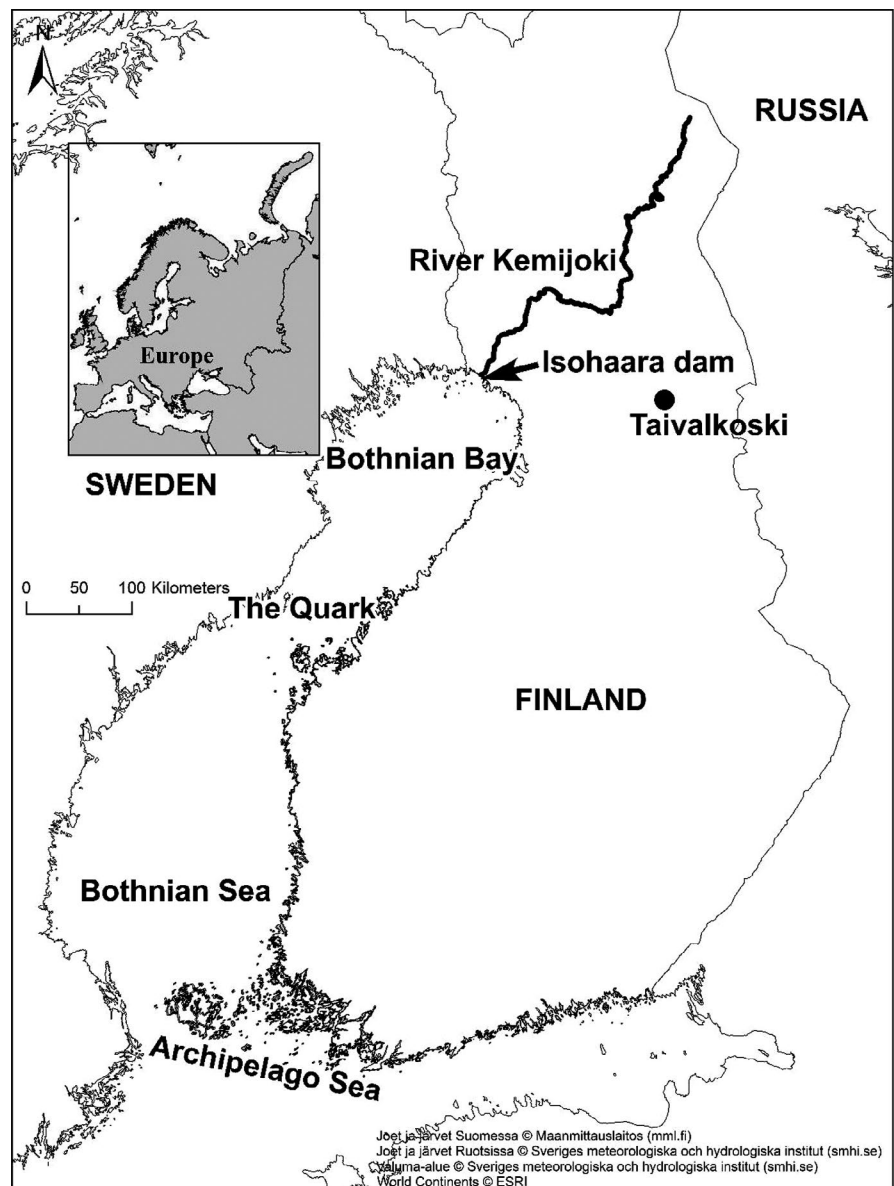 N
RUSSIA
River Kemijoki
Europe
Isohaara dam
Taivalkoski
Bothnian Bay
SWEDEN
0 50 100 Kilometers
The Quark
FINLAND
Bothnian Sea
Archipelago Sea
Joet ja järvet Suomessa © Maanmittauslaitos (mml.fi)
Joet ja järvet Ruotsissa © Sveriges meteorologiska och hydrologiska institut (smhi.se)
Valuma-alue © Sveriges meteorologiska och hydrologiska institut (smhi.se)
World Continents © ESRI